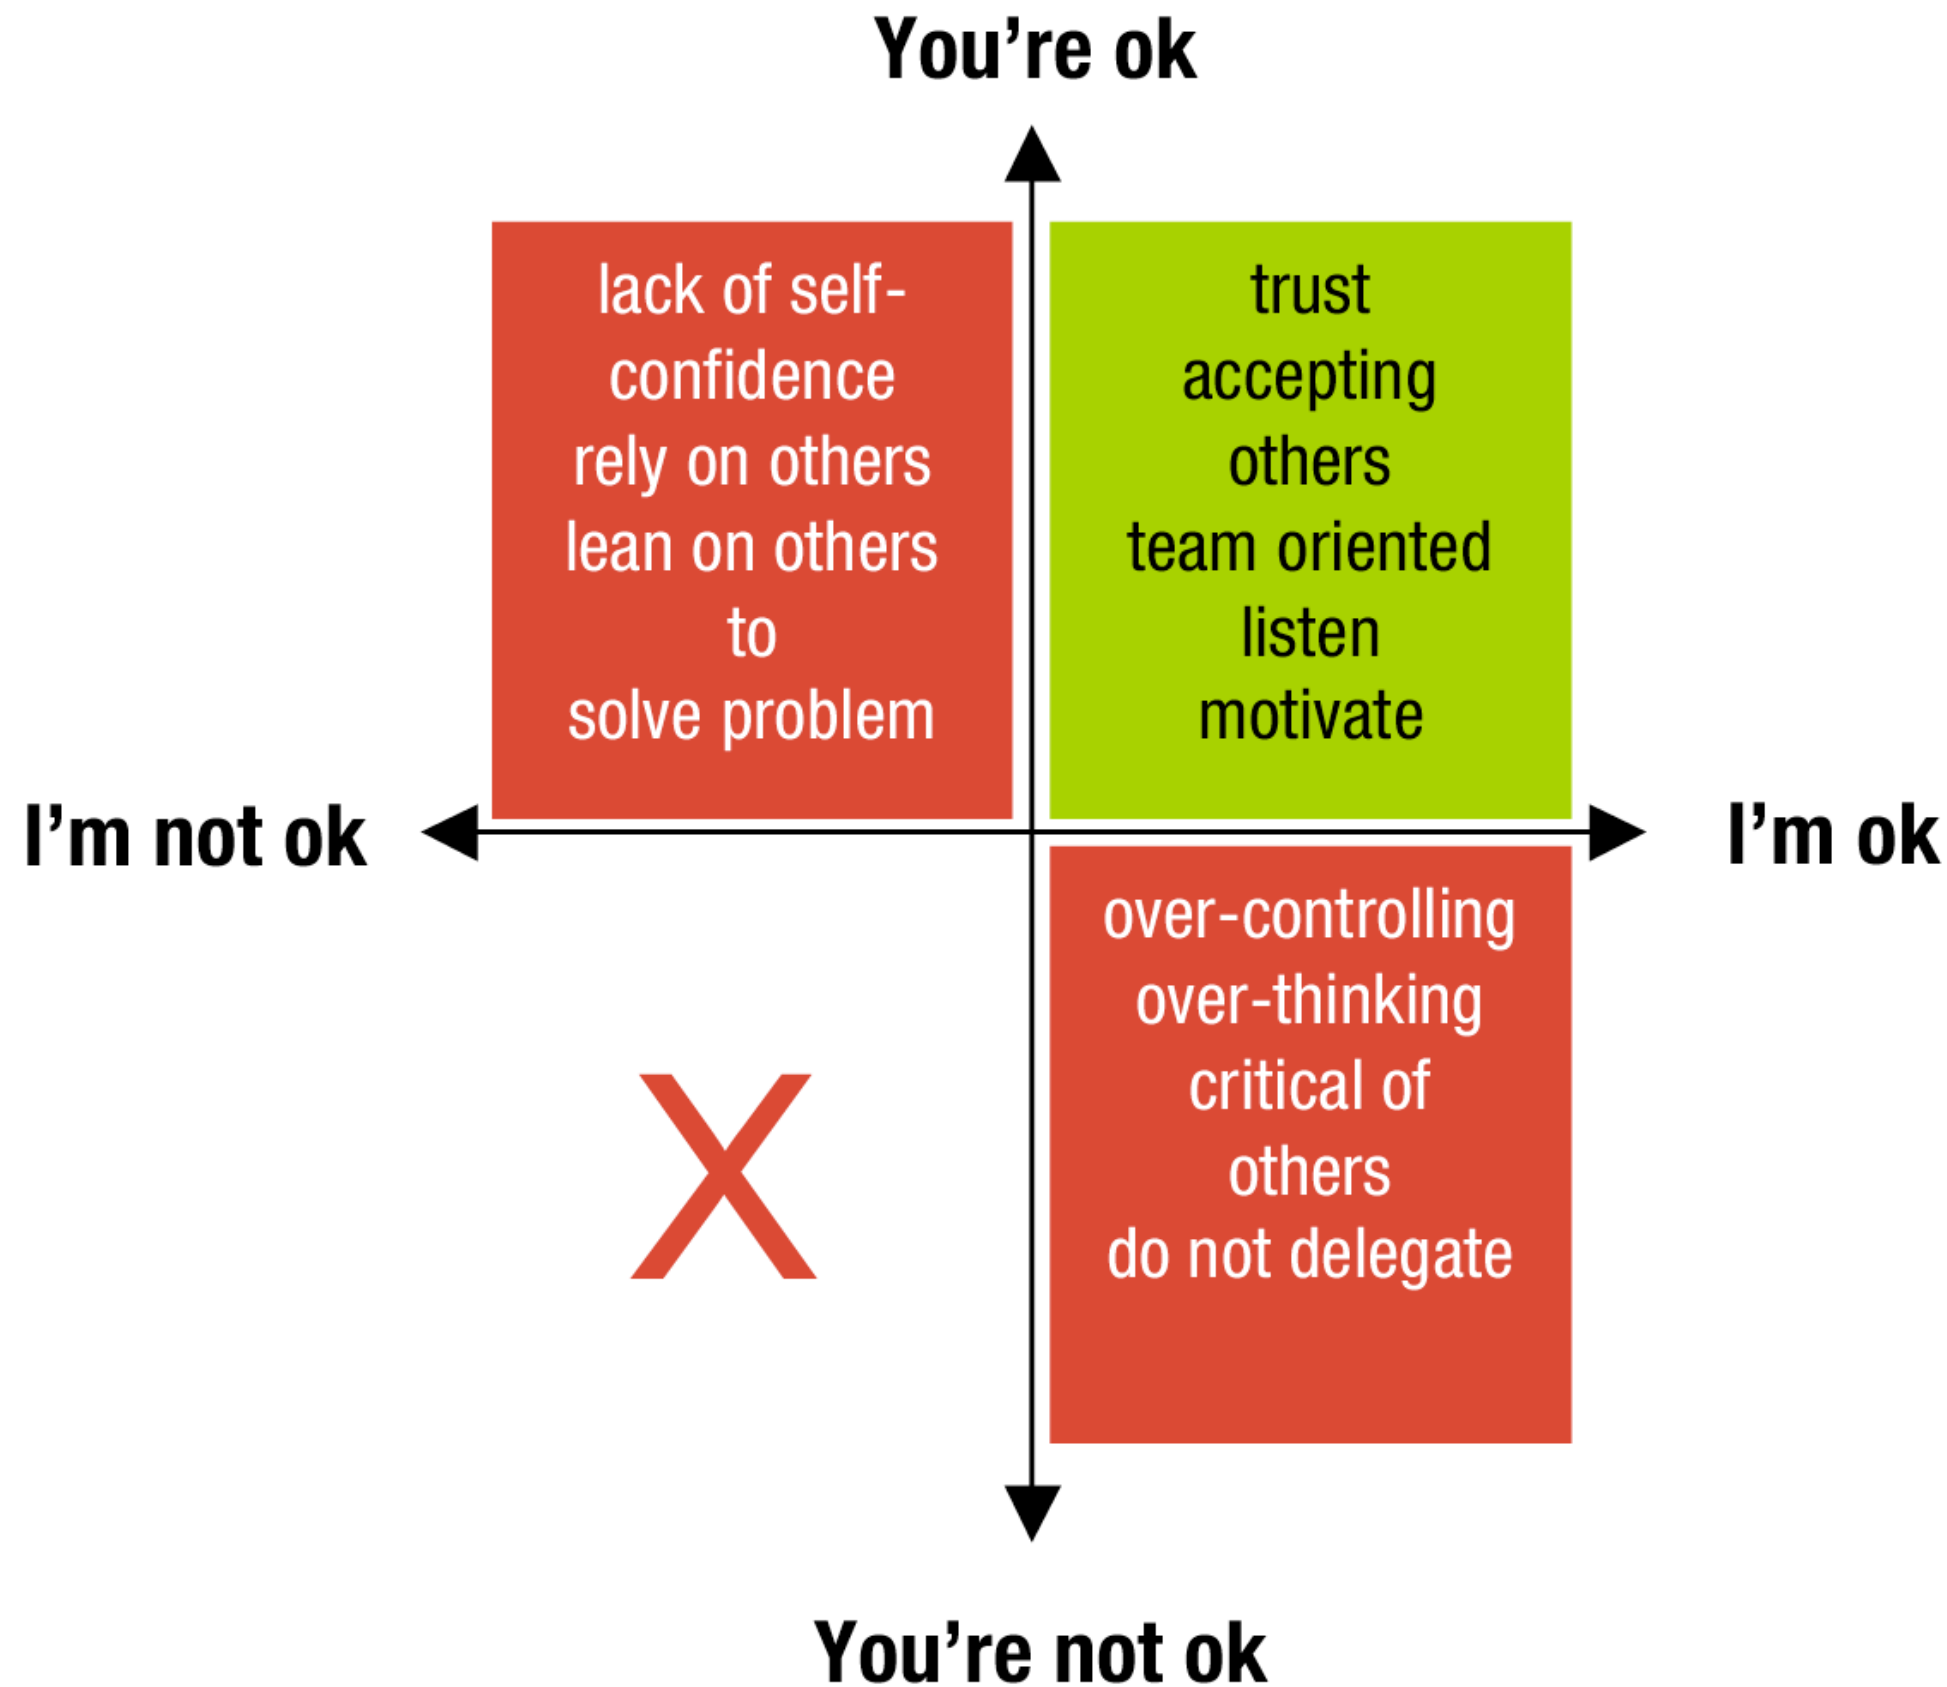 You’re ok
lack of self-
confidence
rely on others
lean on others
to
solve problem
trust
accepting
others
team oriented
listen
motivate
I’m not ok
I’m ok
X
over-controlling
over-thinking
critical of
others
do not delegate
You’re not ok